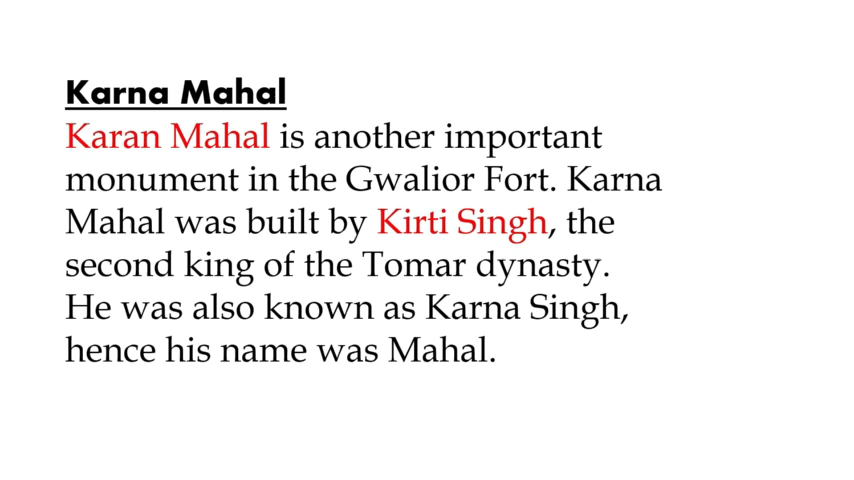 Karna Mahal
Karan Mahal is another important
monument in the Gwalior Fort. Karna
Mahal was built by Kirti Singh, the
second king of the Tomar dynasty.
He was also known as Karna Singh,
hence his name was Mahal.